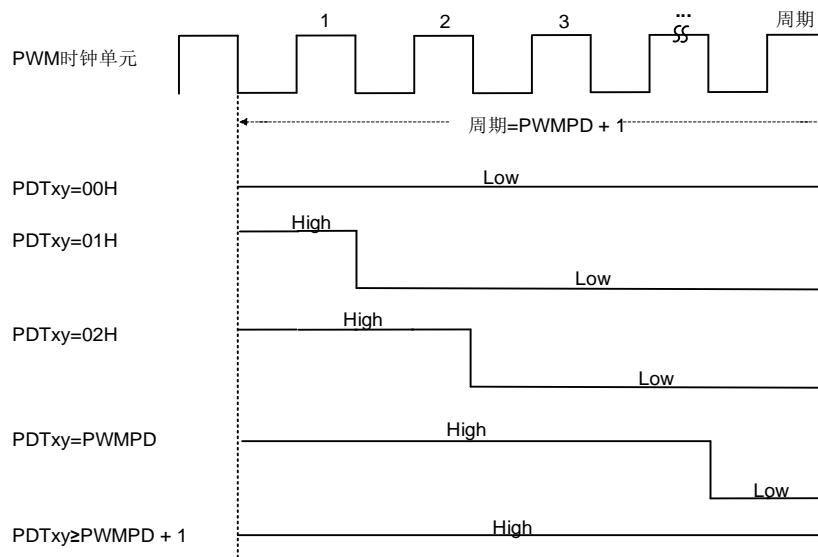 1 2 3 ... 周期
PWM时钟单元
周期=PWMPD + 1
PDTxy=00H
Low
PDTxy=01H
High
Low
PDTxy=02H
High
Low
PDTxy=PWMPD
High
Low
PDTxy≥PWMPD + 1
High